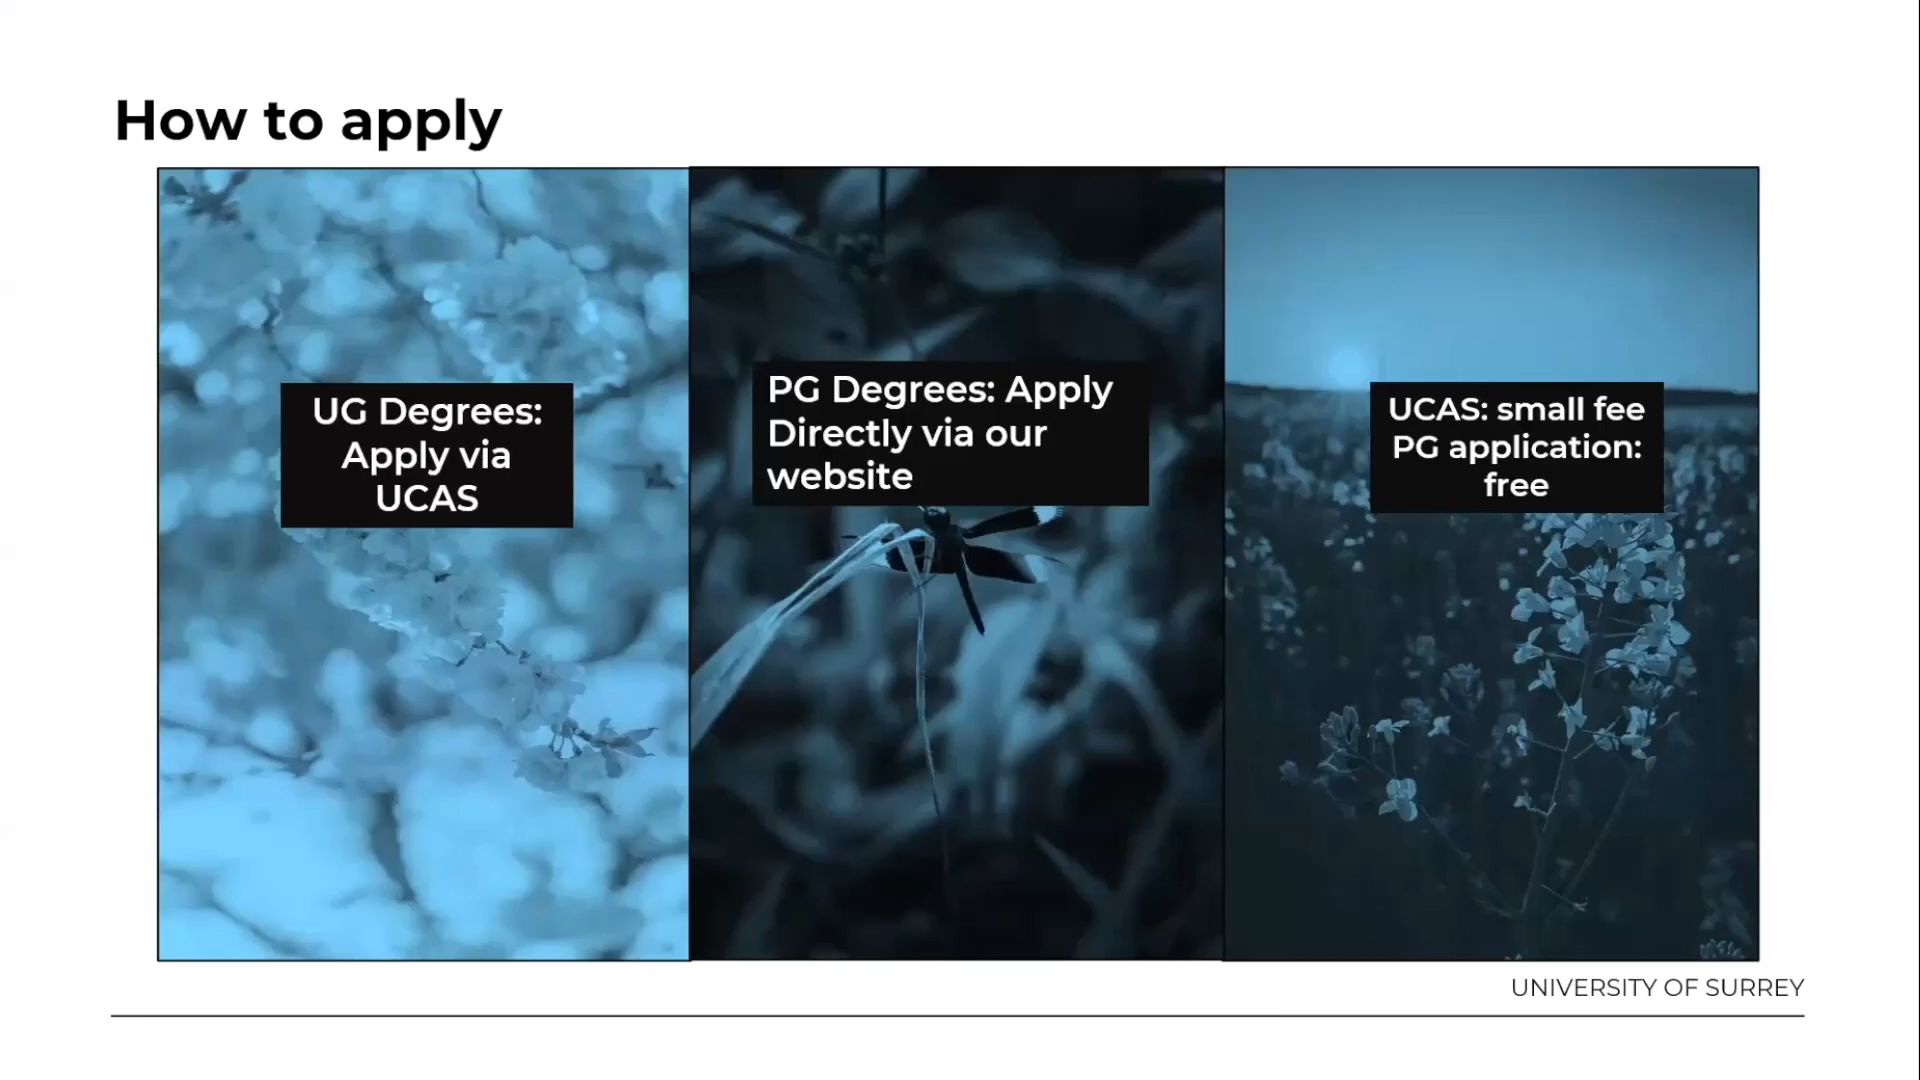 How to apply
UG Degrees:
Apply via
UCAS
PG Degrees: Apply
Directly via our
website
UCAS: small fee
PG application:
free
UNIVERSITY OF SURREY